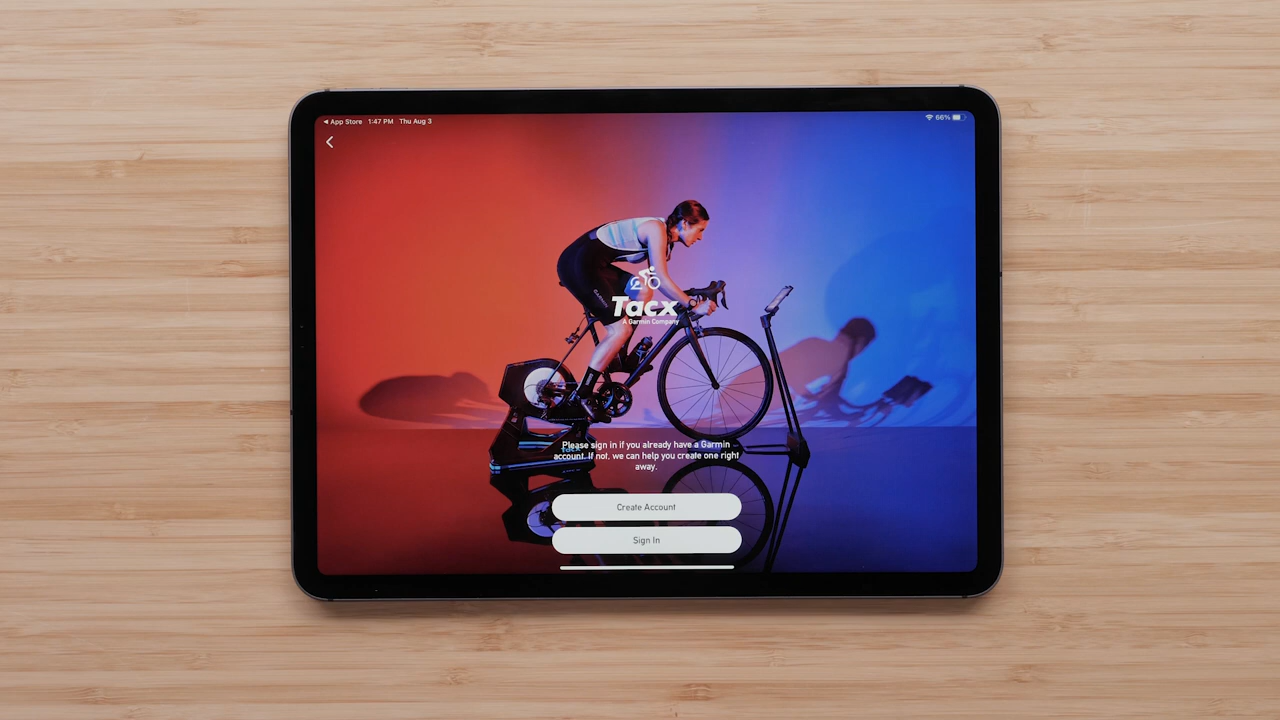 ◀ App Store 1:47 PM Thu Aug 3
66%
Tacx
A Garmin Company
Please sign in if you already have a Garmin
account. If not, we can help you create one right
away.
Create Account
Sign In